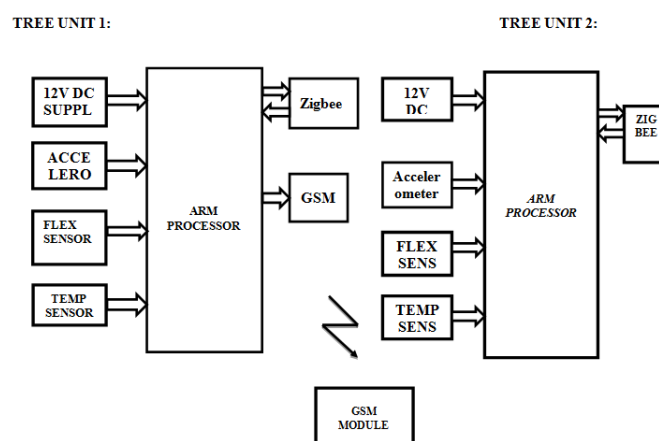 TREE UNIT 1:
TREE UNIT 2:
12V DC
SUPPL
ACCE
LERO
FLEX
SENSOR
TEMP
SENSOR
ARM
PROCESSOR
Zigbee
GSM
12V
DC
Acceler
ometer
FLEX
SENS
TEMP
SENS
ARM
PROCESSOR
ZIG
BEE
GSM
MODULE